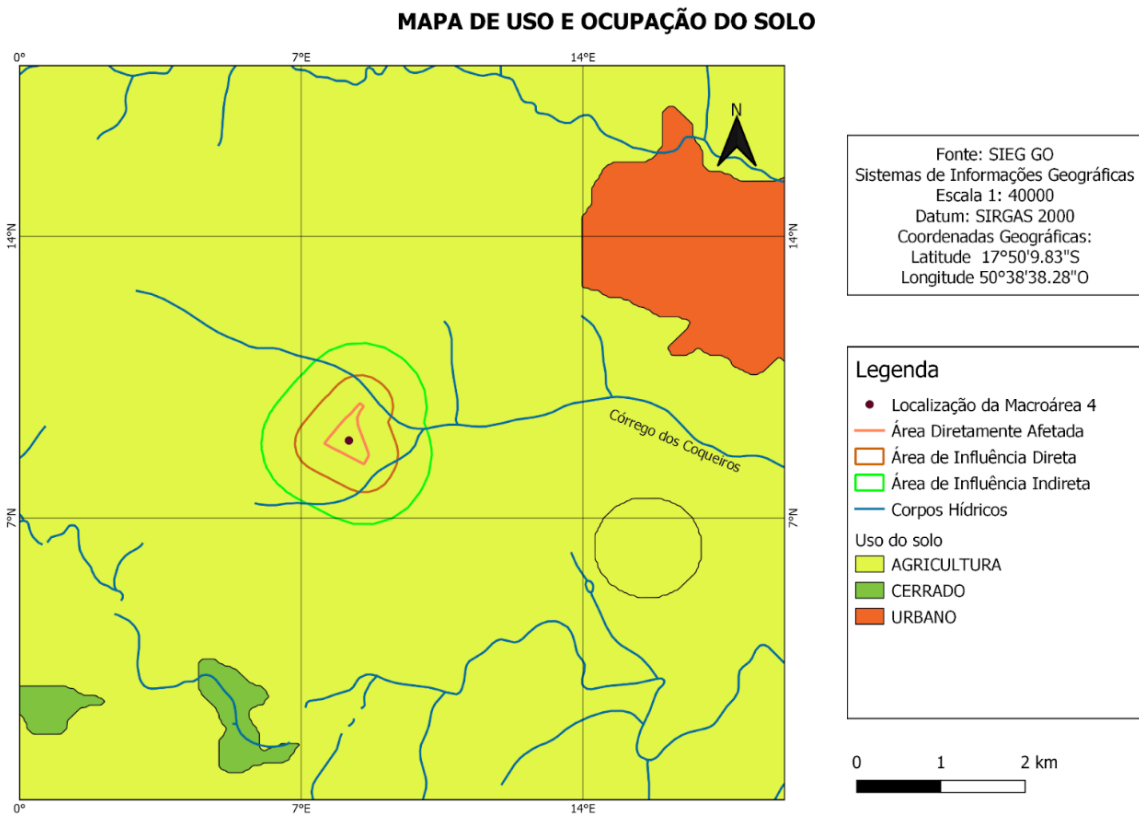 MAPA DE USO E OCUPAÇÃO DO SOLO
0°
7°E
14°E
N
14°N
14°N
Córrego dos Coqueiros
7°N
7°N
0°
7°E
14°E
Fonte: SIEG GO
Sistemas de Informações Geográficas
Escala 1: 40000
Datum: SIRGAS 2000
Coordenadas Geográficas:
Latitude 17°50'9.83"S
Longitude 50°38'38.28"O
Legenda
Localização da Macroárea 4
Área Diretamente Afetada
Área de Influência Direta
Área de Influência Indireta
Corpos Hídricos
Uso do solo
AGRICULTURA
CERRADO
URBANO
0 1 2 km